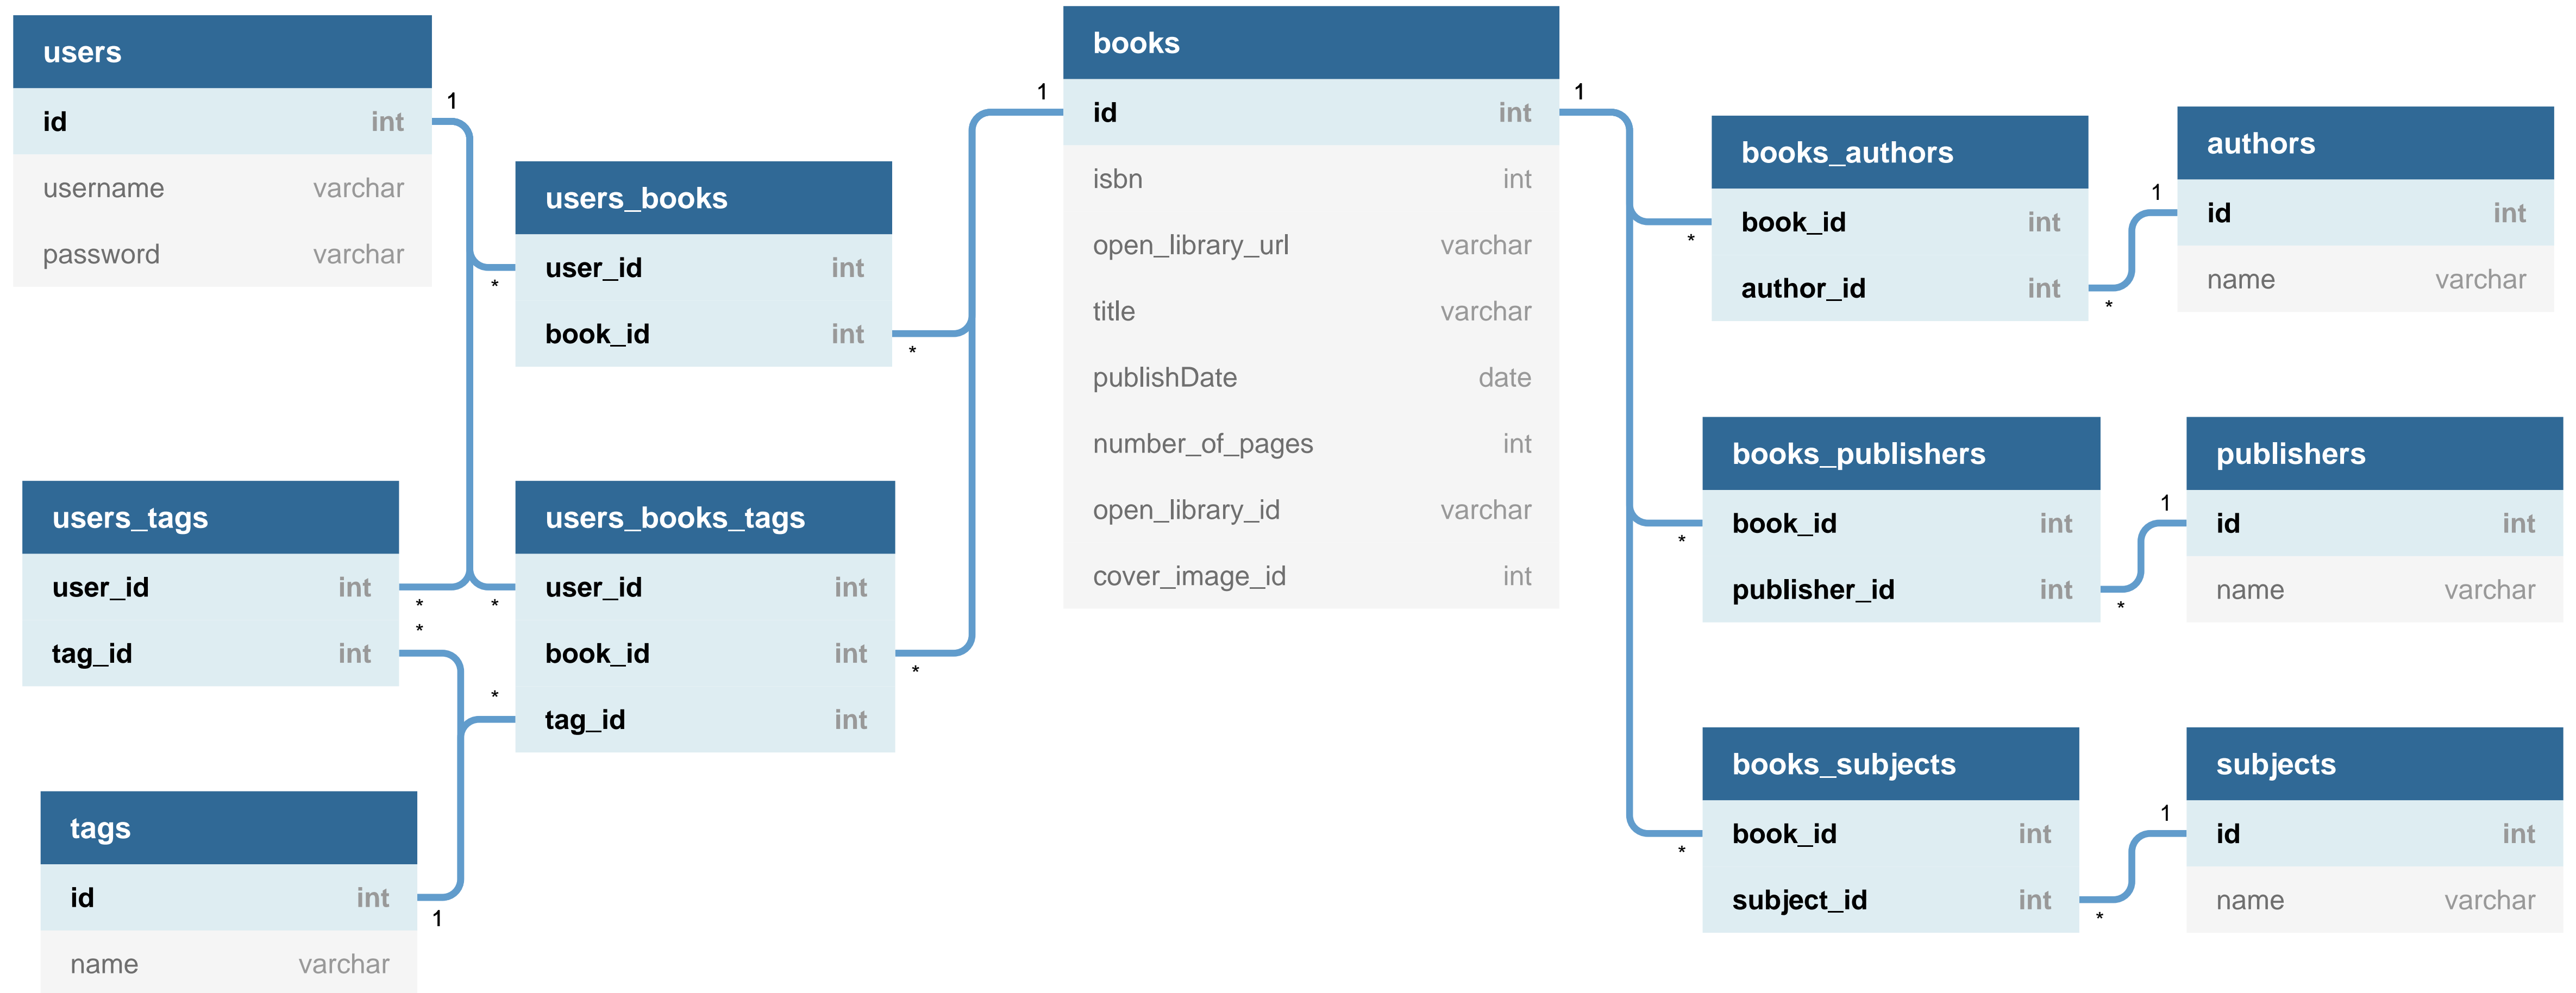 users
id int
username varchar
password varchar
1
*
users_books
user_id int
book_id int
*
users_tags
user_id int
tag_id int
*
*
*
*
users_books_tags
user_id int
book_id int
tag_id int
*
tags
id int
name varchar
1
1
books
id int
isbn int
open_library_url varchar
title varchar
publishDate date
number_of_pages int
open_library_id varchar
cover_image_id int
1
*
books_authors
book_id int
author_id int
*
1
authors
id int
name varchar
*
books_publishers
book_id int
publisher_id int
*
1
publishers
id int
name varchar
*
books_subjects
book_id int
subject_id int
*
1
subjects
id int
name varchar